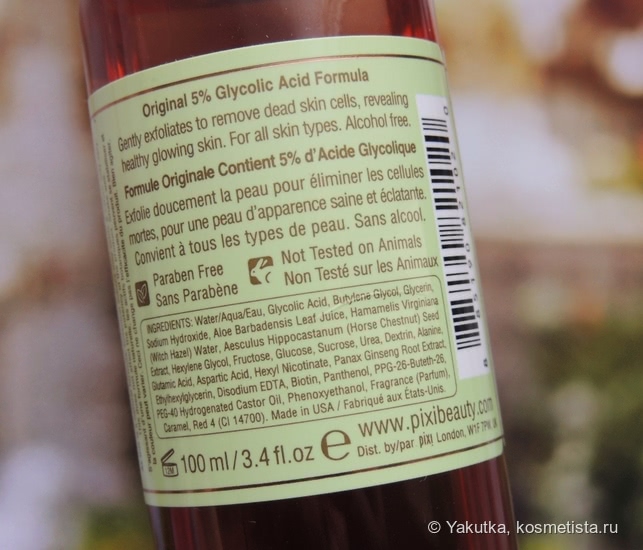 Original 5% Glycolic Acid Formula
Gently exfoliates to remove dead skin cells, revealing
healthy glowing skin. For all skin types. Alcohol free.
Formule Originale Contient 5% d'Acide Glycolique
Exfolie doucement la peau pour éliminer les cellules
mortes, pour une peau d'apparence saine et éclatante.
Convient à tous les types de peau. Sans alcool.
Paraben Free
Sans Parabène
Not Tested on Animals
Non Testé sur les Animaux
INGREDIENTS: Water/Aqua/Eau, Glycolic Acid, Butylene Glycol, Glycerin,
Sodium Hydroxide, Aloe Barbadensis Leaf Juice, Hamamelis Virginiana
(Witch Hazel) Water, Aesculus Hippocastanum (Horse Chestnut) Seed
Extract, Hexylene Glycol, Fructose, Glucose, Sucrose, Urea, Dextrin, Alanine,
Glutamic Acid, Aspartic Acid, Hexyl Nicotinate, Panax Ginseng Root Extract,
Ethylhexylglycerin, Disodium EDTA, Biotin, Panthenol, PPG-26-Buteth-26,
PEG-40 Hydrogenated Castor Oil, Phenoxyethanol, Fragrance (Parfum),
Caramel, Red 4 (CI 14700). Made in USA / Fabriqué aux États-Unis.
12M
100 ml / 3.4 fl.oz e
www.pixibeauty.com
Dist. by/par pixi London, W1F 7PW, UK
© Yakutka, kosmetista.ru